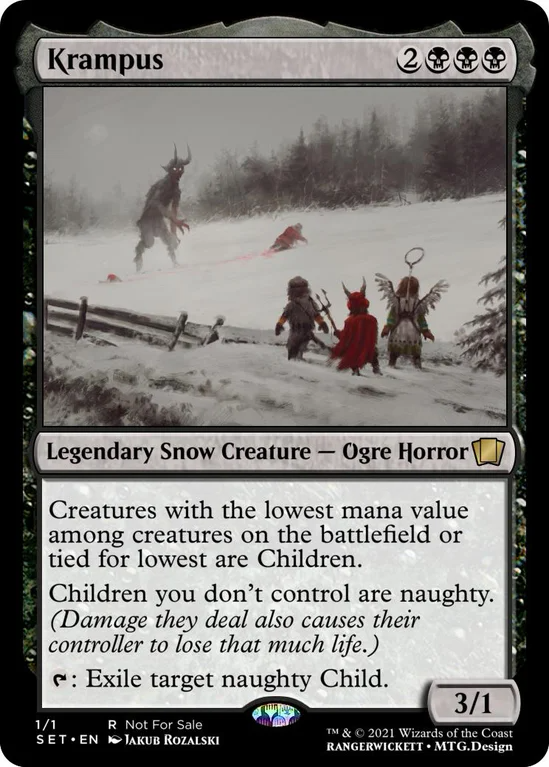 Krampus 2
Legendary Snow Creature — Ogre Horror
Creatures with the lowest mana value
among creatures on the battlefield or
tied for lowest are Children.
Children you don't control are naughty.
(Damage they deal also causes their
controller to lose that much life.)
: Exile target naughty Child.
3/1
1/1 R Not For Sale
SET • EN Jakub Rozalski
™ & © 2021 Wizards of the Coast
RANGERWICKETT • MTG.Design